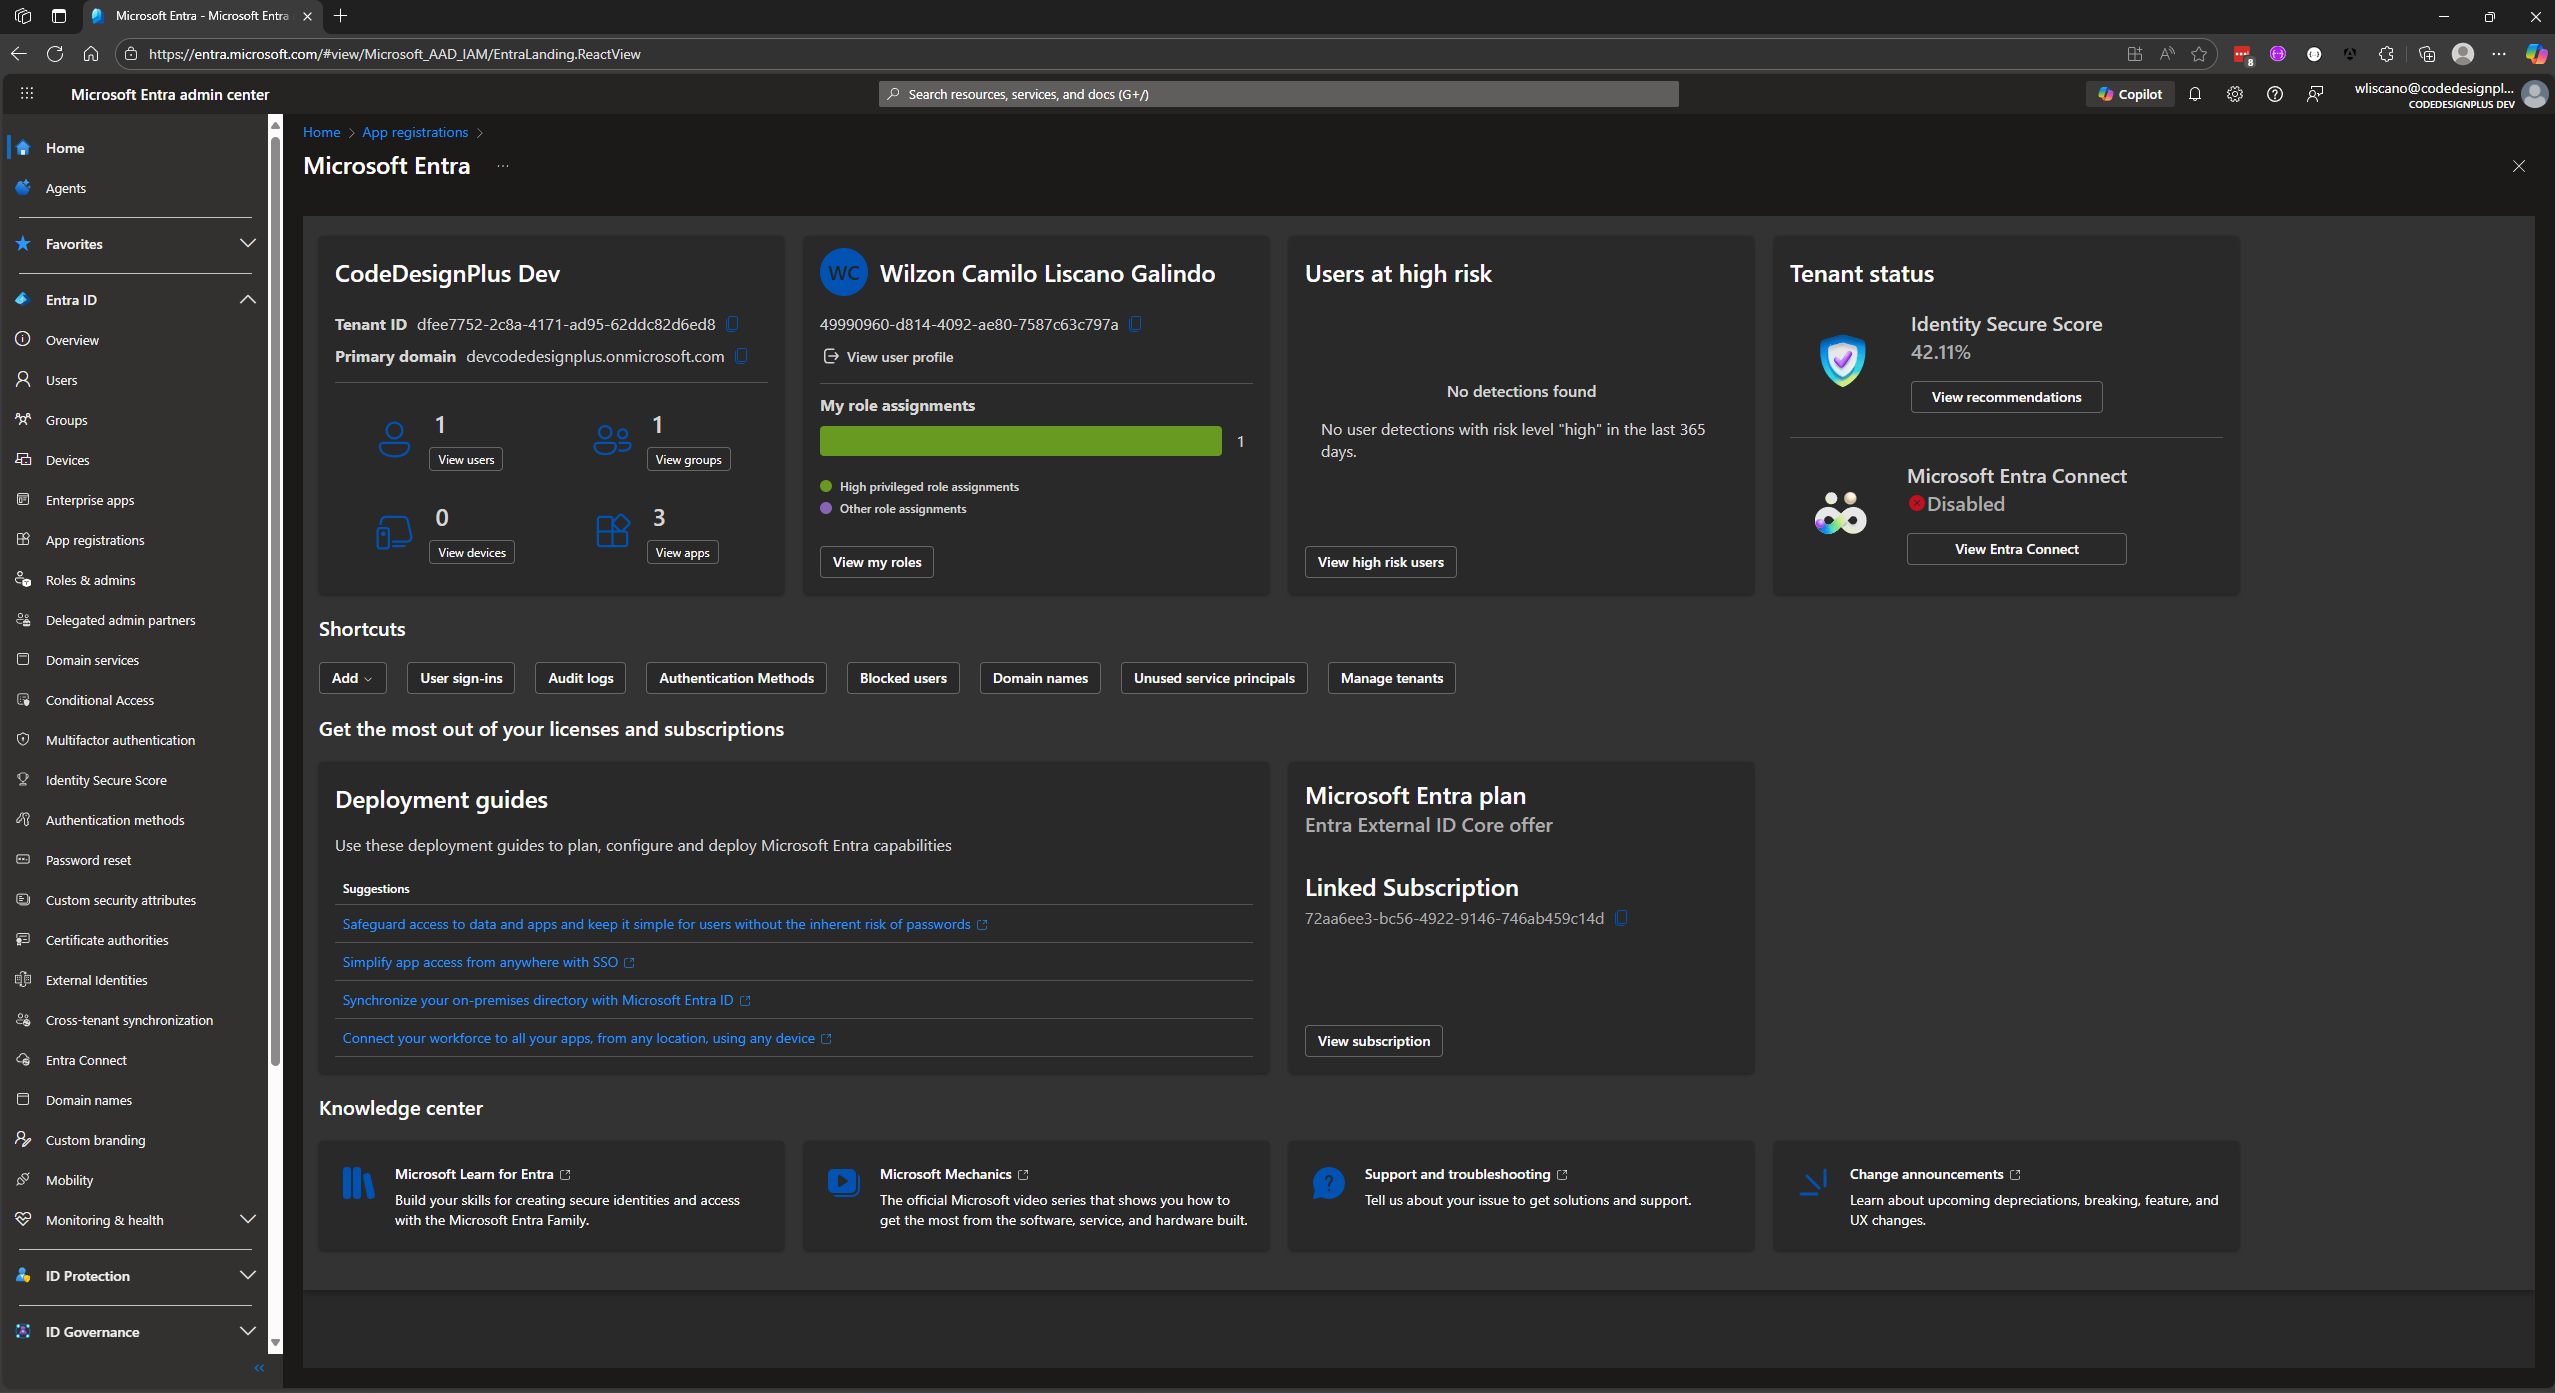 Microsoft Entra - Microsoft Entra
https://entra.microsoft.com/#view/Microsoft_AAD_IAM/EntraLanding.ReactView
8
Microsoft Entra admin center
Search resources, services, and docs (G+/)
Copilot
wliscano@codedesignpl...
CODEDESIGNPLUS DEV
Home
Agents
Favorites
Entra ID
Overview
Users
Groups
Devices
Enterprise apps
App registrations
Roles & admins
Delegated admin partners
Domain services
Conditional Access
Multifactor authentication
Identity Secure Score
Authentication methods
Password reset
Custom security attributes
Certificate authorities
External Identities
Cross-tenant synchronization
Entra Connect
Domain names
Custom branding
Mobility
Monitoring & health
ID Protection
ID Governance
Home > App registrations >
Microsoft Entra ...
CodeDesignPlus Dev
Tenant ID dfee7752-2c8a-4171-ad95-62ddc82d6ed8
Primary domain devcodedesignplus.onmicrosoft.com
1
View users
1
View groups
0
View devices
3
View apps
WC
Wilzon Camilo Liscano Galindo
49990960-d814-4092-ae80-7587c63c797a
View user profile
My role assignments
1
High privileged role assignments
Other role assignments
View my roles
Users at high risk
No detections found
No user detections with risk level "high" in the last 365
days.
View high risk users
Tenant status
Identity Secure Score
42.11%
View recommendations
Microsoft Entra Connect
Disabled
View Entra Connect
Shortcuts
Add
User sign-ins
Audit logs
Authentication Methods
Blocked users
Domain names
Unused service principals
Manage tenants
Get the most out of your licenses and subscriptions
Deployment guides
Use these deployment guides to plan, configure and deploy Microsoft Entra capabilities
Suggestions
Safeguard access to data and apps and keep it simple for users without the inherent risk of passwords
Simplify app access from anywhere with SSO
Synchronize your on-premises directory with Microsoft Entra ID
Connect your workforce to all your apps, from any location, using any device
Microsoft Entra plan
Entra External ID Core offer
Linked Subscription
72aa6ee3-bc56-4922-9146-746ab459c14d
View subscription
Knowledge center
Microsoft Learn for Entra
Build your skills for creating secure identities and access
with the Microsoft Entra Family.
Microsoft Mechanics
The official Microsoft video series that shows you how to
get the most from the software, service, and hardware built.
Support and troubleshooting
Tell us about your issue to get solutions and support.
Change announcements
Learn about upcoming depreciations, breaking, feature, and
UX changes.